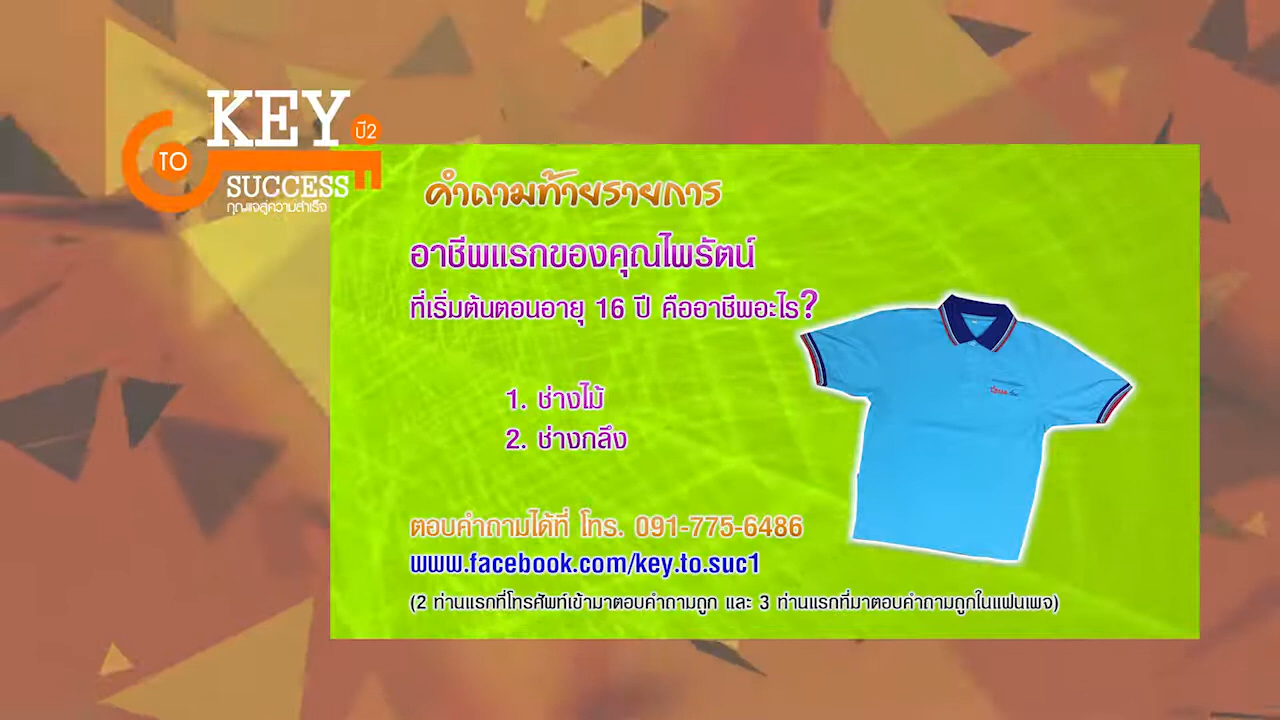 KEY
ปี2
TO
SUCCESS
กุญแจสู่ความสำเร็จ
คำถามท้ายรายการ
อาชีพแรกของคุณไพรัตน์
ที่เริ่มต้นตอนอายุ 16 ปี คืออาชีพอะไร?
1. ช่างไม้
2. ช่างกลึง
ตอบคำถามได้ที่ โทร. 091-775-6486
www.facebook.com/key.to.suc1
(2 ท่านแรกที่โทรศัพท์เข้ามาตอบคำถามถูก และ 3 ท่านแรกที่มาตอบคำถามถูกในแฟนเพจ)